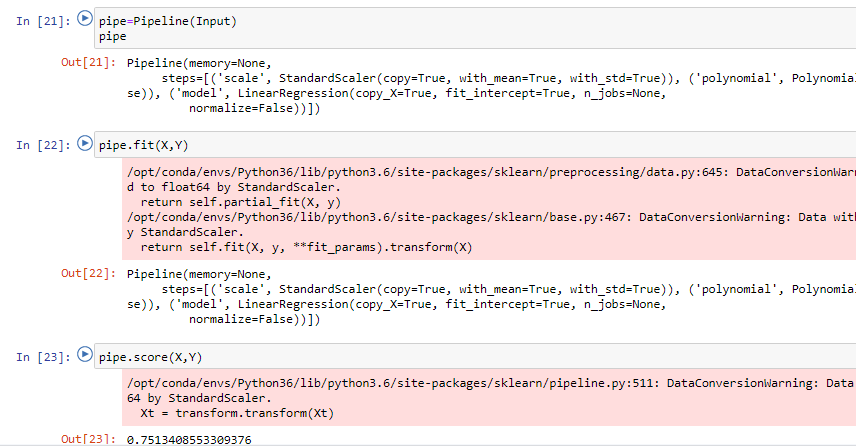 In [21]: pipe=Pipeline(Input)
pipe
Out[21]: Pipeline(memory=None,
steps=[('scale', StandardScaler(copy=True, with_mean=True, with_std=True)), ('polynomial', Polynomia
se)), ('model', LinearRegression(copy_X=True, fit_intercept=True, n_jobs=None,
normalize=False))])
In [22]: pipe.fit(X,Y)
/opt/conda/envs/Python36/lib/python3.6/site-packages/sklearn/preprocessing/data.py:645: DataConversionWar
d to float64 by StandardScaler.
return self.partial_fit(X, y)
/opt/conda/envs/Python36/lib/python3.6/site-packages/sklearn/base.py:467: DataConversionWarning: Data wit
y StandardScaler.
return self.fit(X, y, **fit_params).transform(X)
Out[22]: Pipeline(memory=None,
steps=[('scale', StandardScaler(copy=True, with_mean=True, with_std=True)), ('polynomial', Polynomia
se)), ('model', LinearRegression(copy_X=True, fit_intercept=True, n_jobs=None,
normalize=False))])
In [23]: pipe.score(X,Y)
/opt/conda/envs/Python36/lib/python3.6/site-packages/sklearn/pipeline.py:511: DataConversionWarning: Data
64 by StandardScaler.
Xt = transform.transform(Xt)
Out[23]: 0.7513408553309376